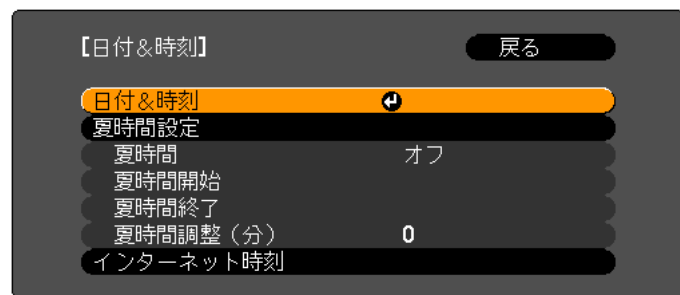 【日付&時刻】 戻る
日付&時刻
夏時間設定
夏時間 オフ
夏時間開始
夏時間終了
夏時間調整（分） 0
インターネット時刻